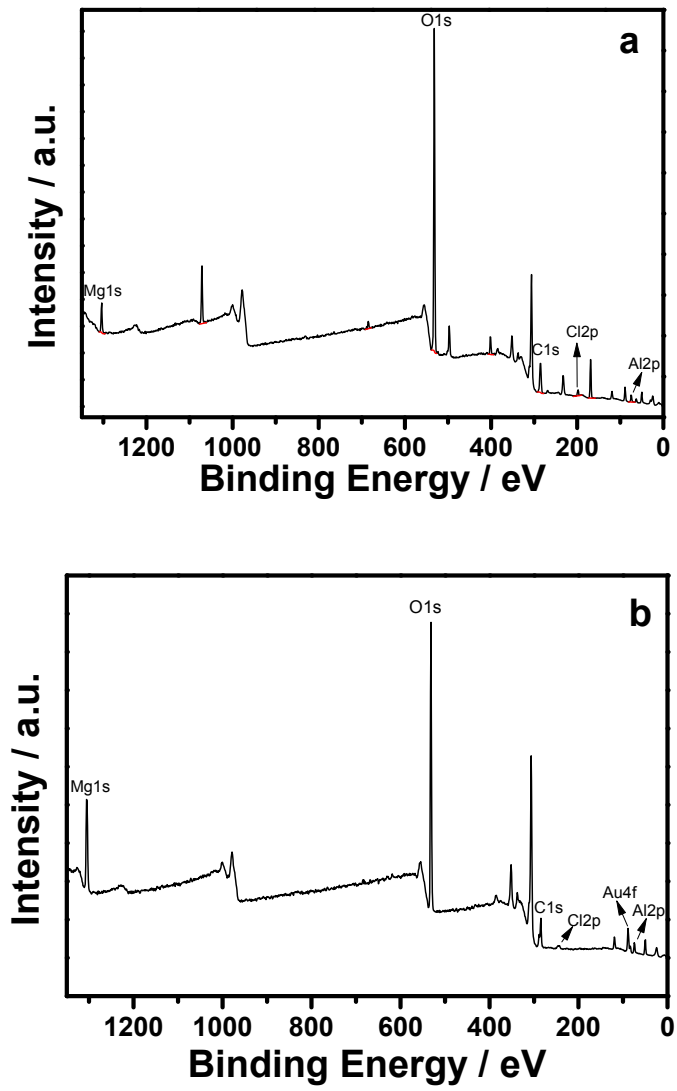 O1s
a
Mg1s
Cl2p
C1s
Al2p
Intensity / a.u.
1200 1000 800 600 400 200 0
Binding Energy / eV
b
O1s
Mg1s
Au4f
C1s
Cl2p
Al2p
Intensity / a.u.
1200 1000 800 600 400 200 0
Binding Energy / eV